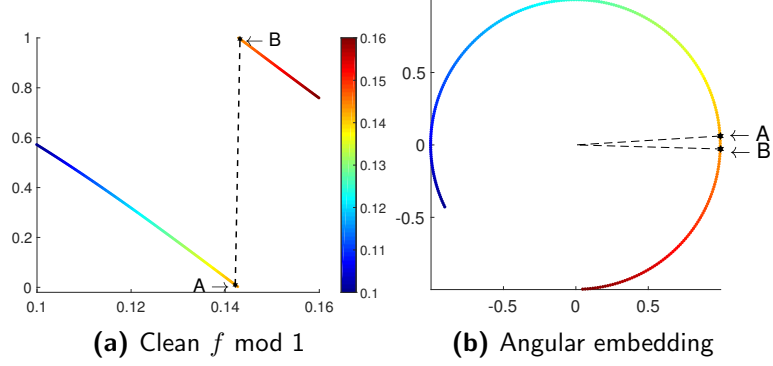 1
0.8
0.6
0.4
0.2
0
0.1 0.12 0.14 0.16
A →
← B
0.16
0.15
0.14
0.13
0.12
0.11
0.1
(a) Clean f mod 1
0.5
0
-0.5
-0.5 0 0.5
← A
← B
(b) Angular embedding